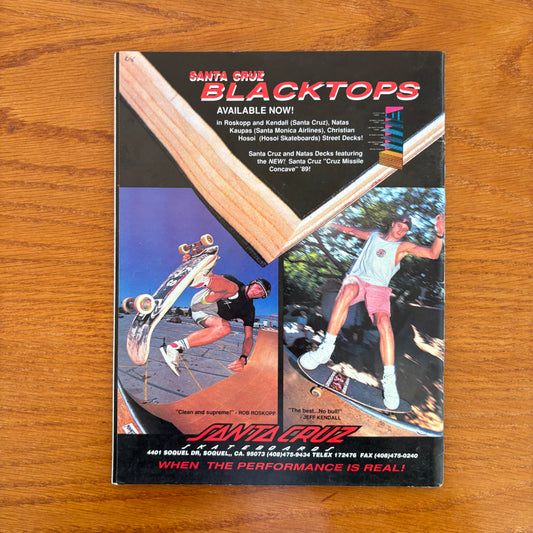 SANTA CRUZ
BLACKTOPS
AVAILABLE NOW!
in Roskopp and Kendall (Santa Cruz), Natas
Kaupas (Santa Monica Airlines), Christian
Hosoi (Hosoi Skateboards) Street Decks!
Santa Cruz and Natas Decks featuring
the NEW! Santa Cruz "Cruz Missile
Concave" '89!
"Clean and supreme!" - ROB ROSKOPP
"The best...No bull!"
- JEFF KENDALL
SANTA CRUZ
SKATEBOARDS
4401 SOQUEL DR, SOQUEL, CA. 95073 (408)475-9434 TELEX 172476 FAX (408)475-0240
WHEN THE PERFORMANCE IS REAL!